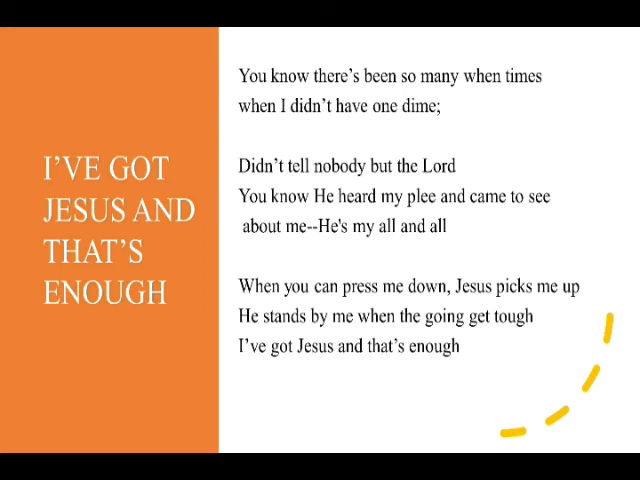 I'VE GOT
JESUS AND
THAT'S
ENOUGH
You know there's been so many when times
when I didn't have one dime;
Didn't tell nobody but the Lord
You know He heard my plee and came to see
about me--He's my all and all
When you can press me down, Jesus picks me up
He stands by me when the going get tough
I've got Jesus and that's enough